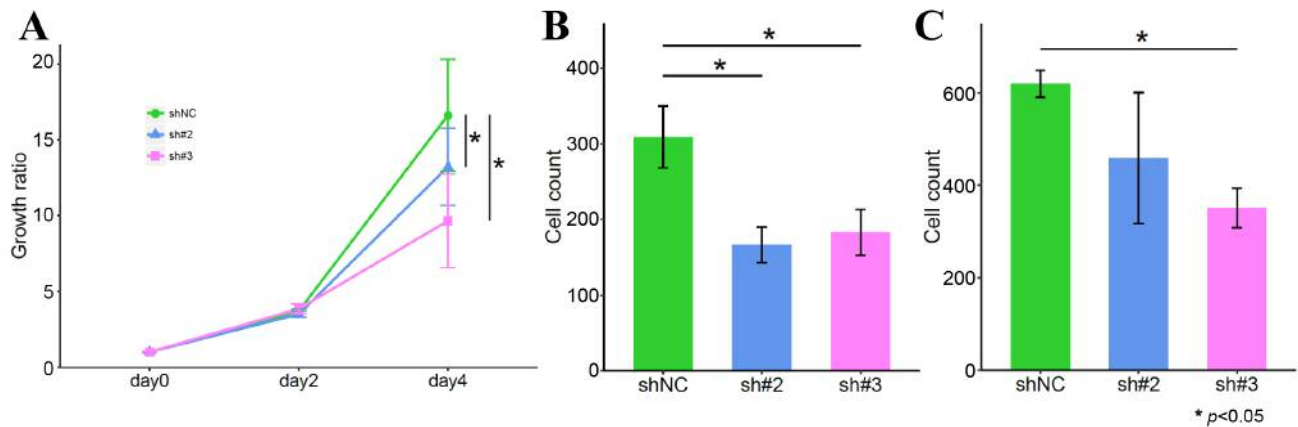 A
Growth ratio
20
15
10
5
0
shNC
sh#2
sh#3
*
*
day0
day2
day4
B
Cell count
400
300
200
100
0
*
*
shNC
sh#2
sh#3
C
Cell count
600
400
200
0
*
shNC
sh#2
sh#3
* p<0.05